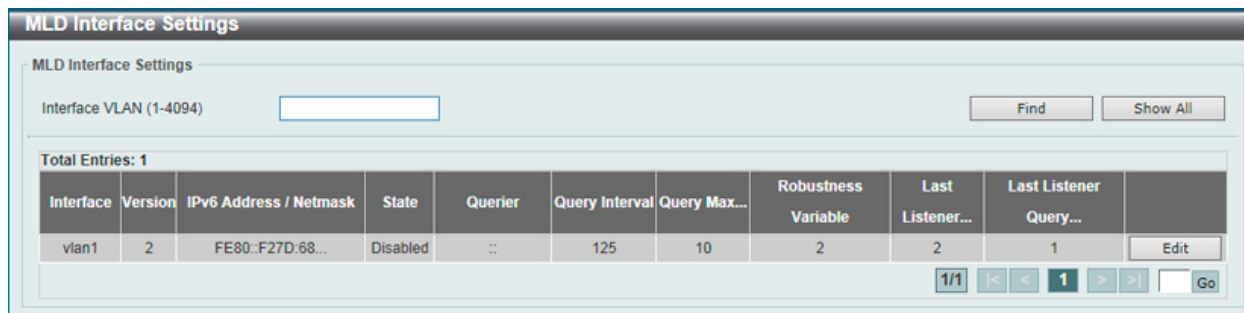 MLD Interface Settings
MLD Interface Settings
Interface VLAN (1-4094)
Find
Show All
Total Entries: 1
Interface Version IPv6 Address / Netmask State Querier Query Interval Query Max... Robustness Variable Last Listener... Last Listener Query...
vlan1 2 FE80::F27D:68... Disabled :: 125 10 2 2 1 Edit
1/1 |< < 1 > >| Go